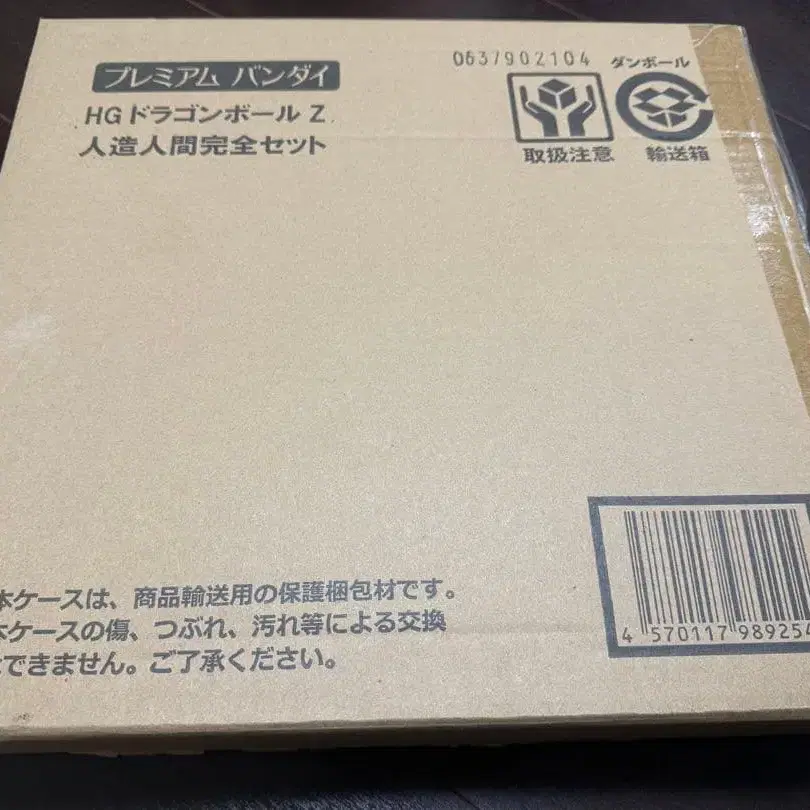 プレミアム バンダイ
HG ドラゴンボール Z
人造人間完全セット
0637902104
ダンボール
取扱注意
輸送箱
本ケースは、商品輸送用の保護梱包材です。
本ケースの傷、つぶれ、汚れ等による交換
はできません。ご了承ください。
4 570117 989254